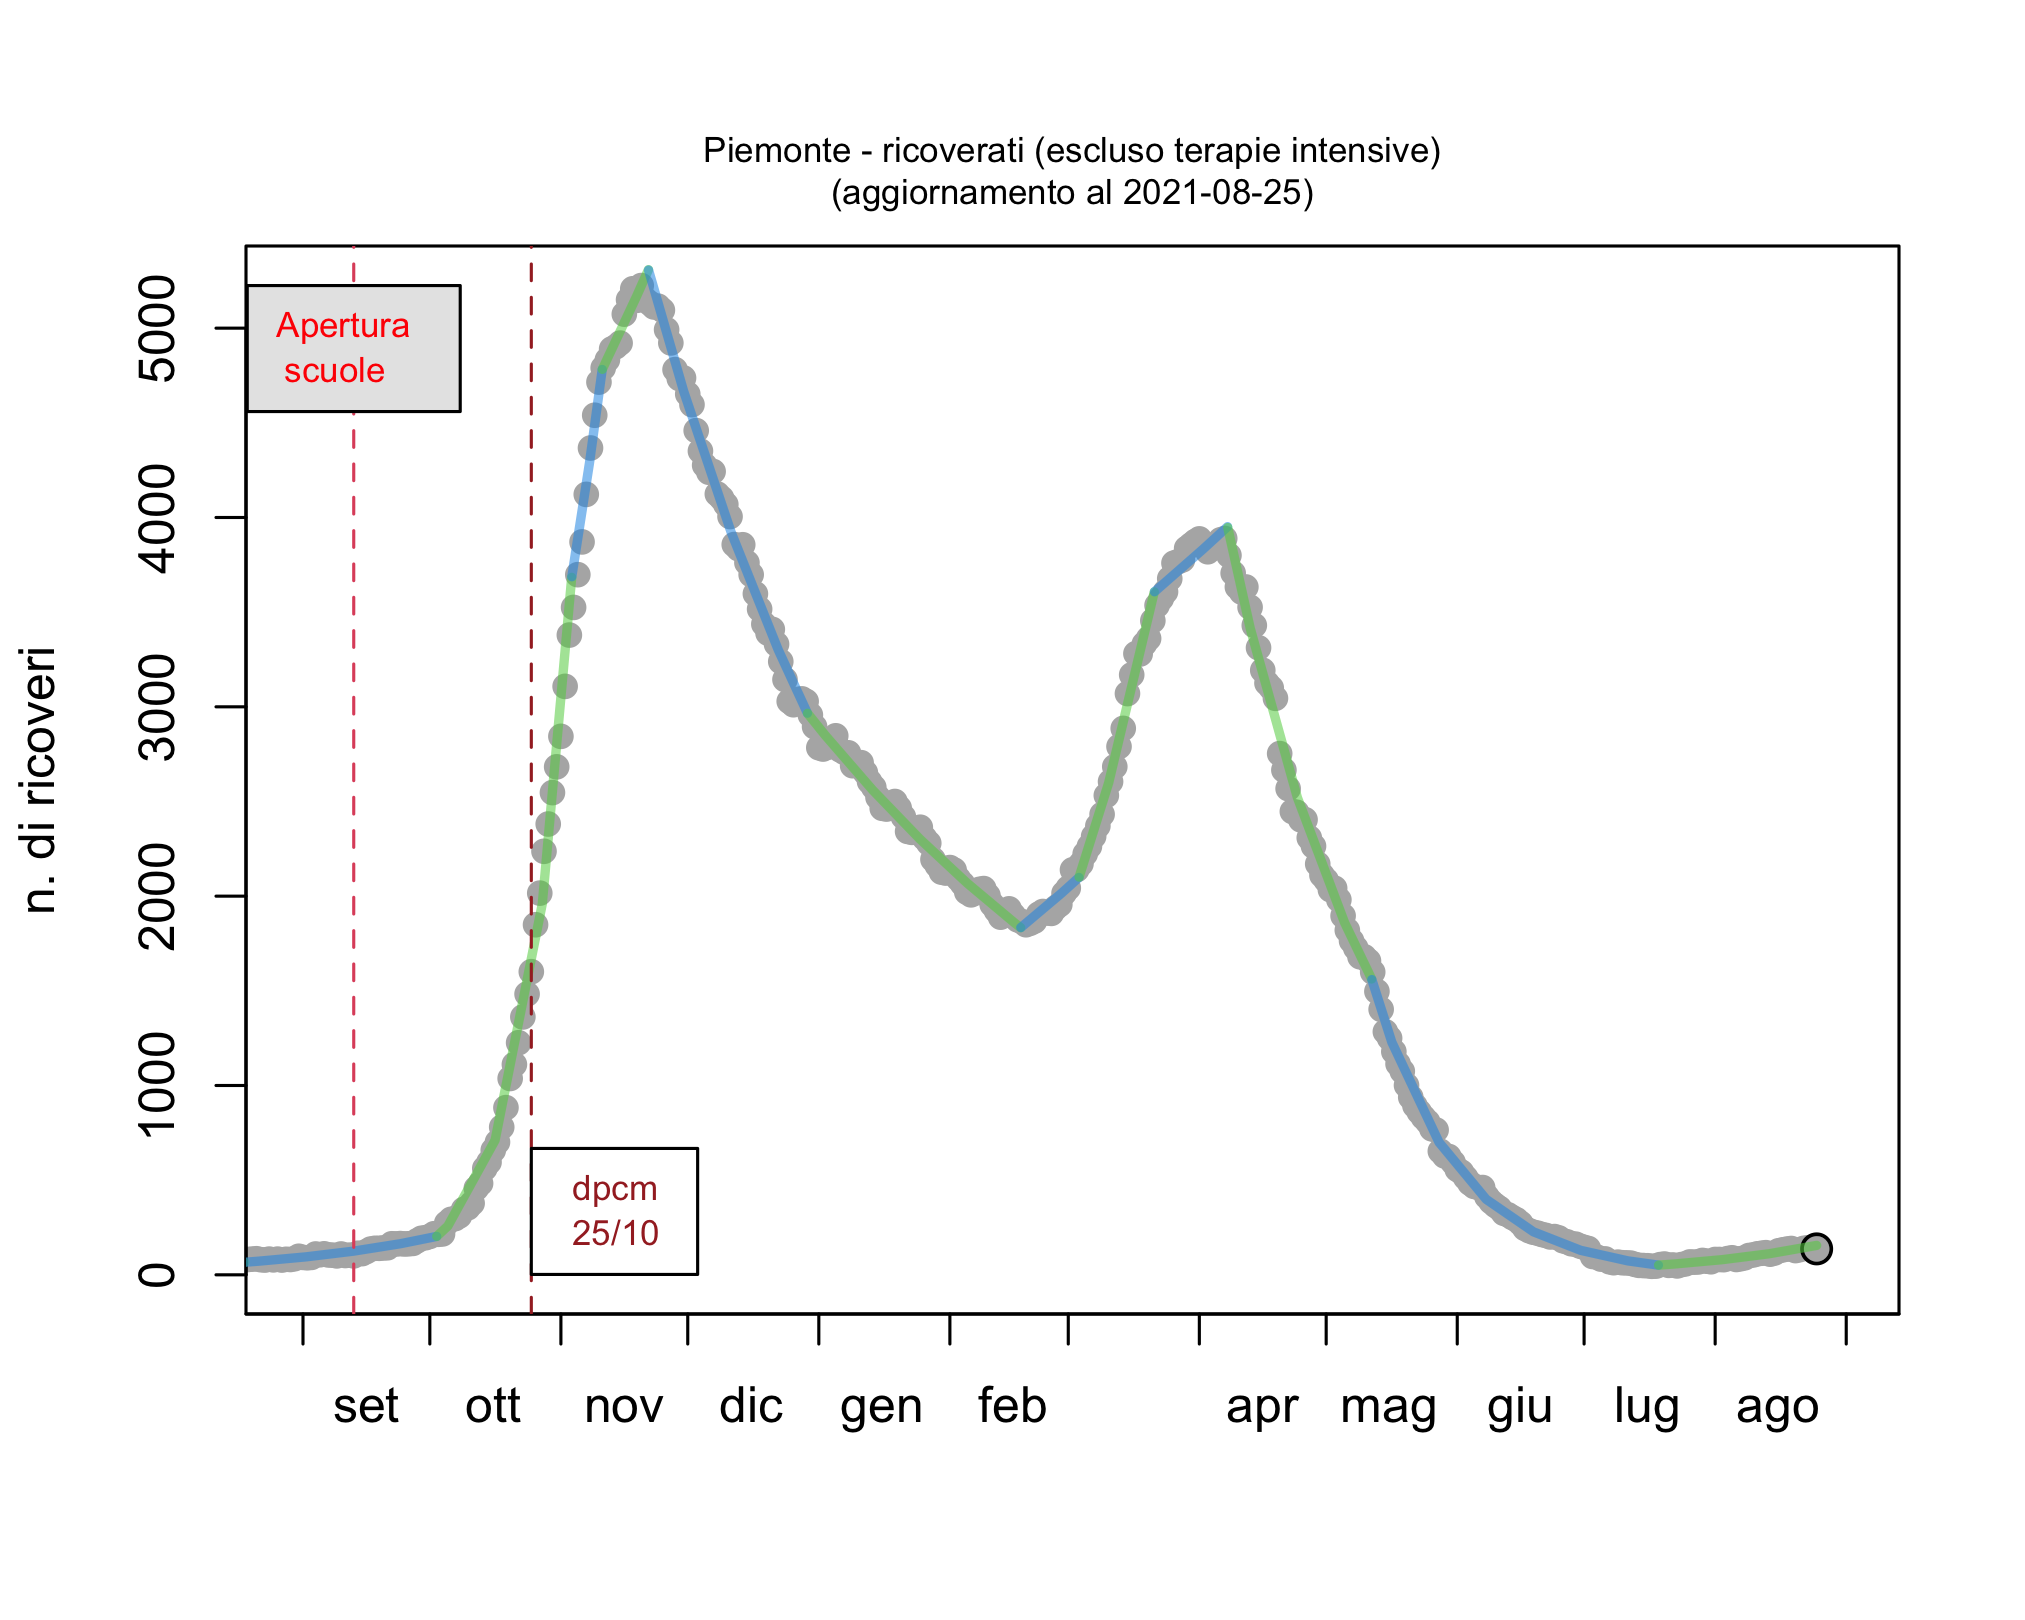 Piemonte - ricoverati (escluso terapie intensive)
(aggiornamento al 2021-08-25)
n. di ricoveri
5000
4000
3000
2000
1000
0
Apertura
scuole
dpcm
25/10
set ott nov dic gen feb apr mag giu lug ago